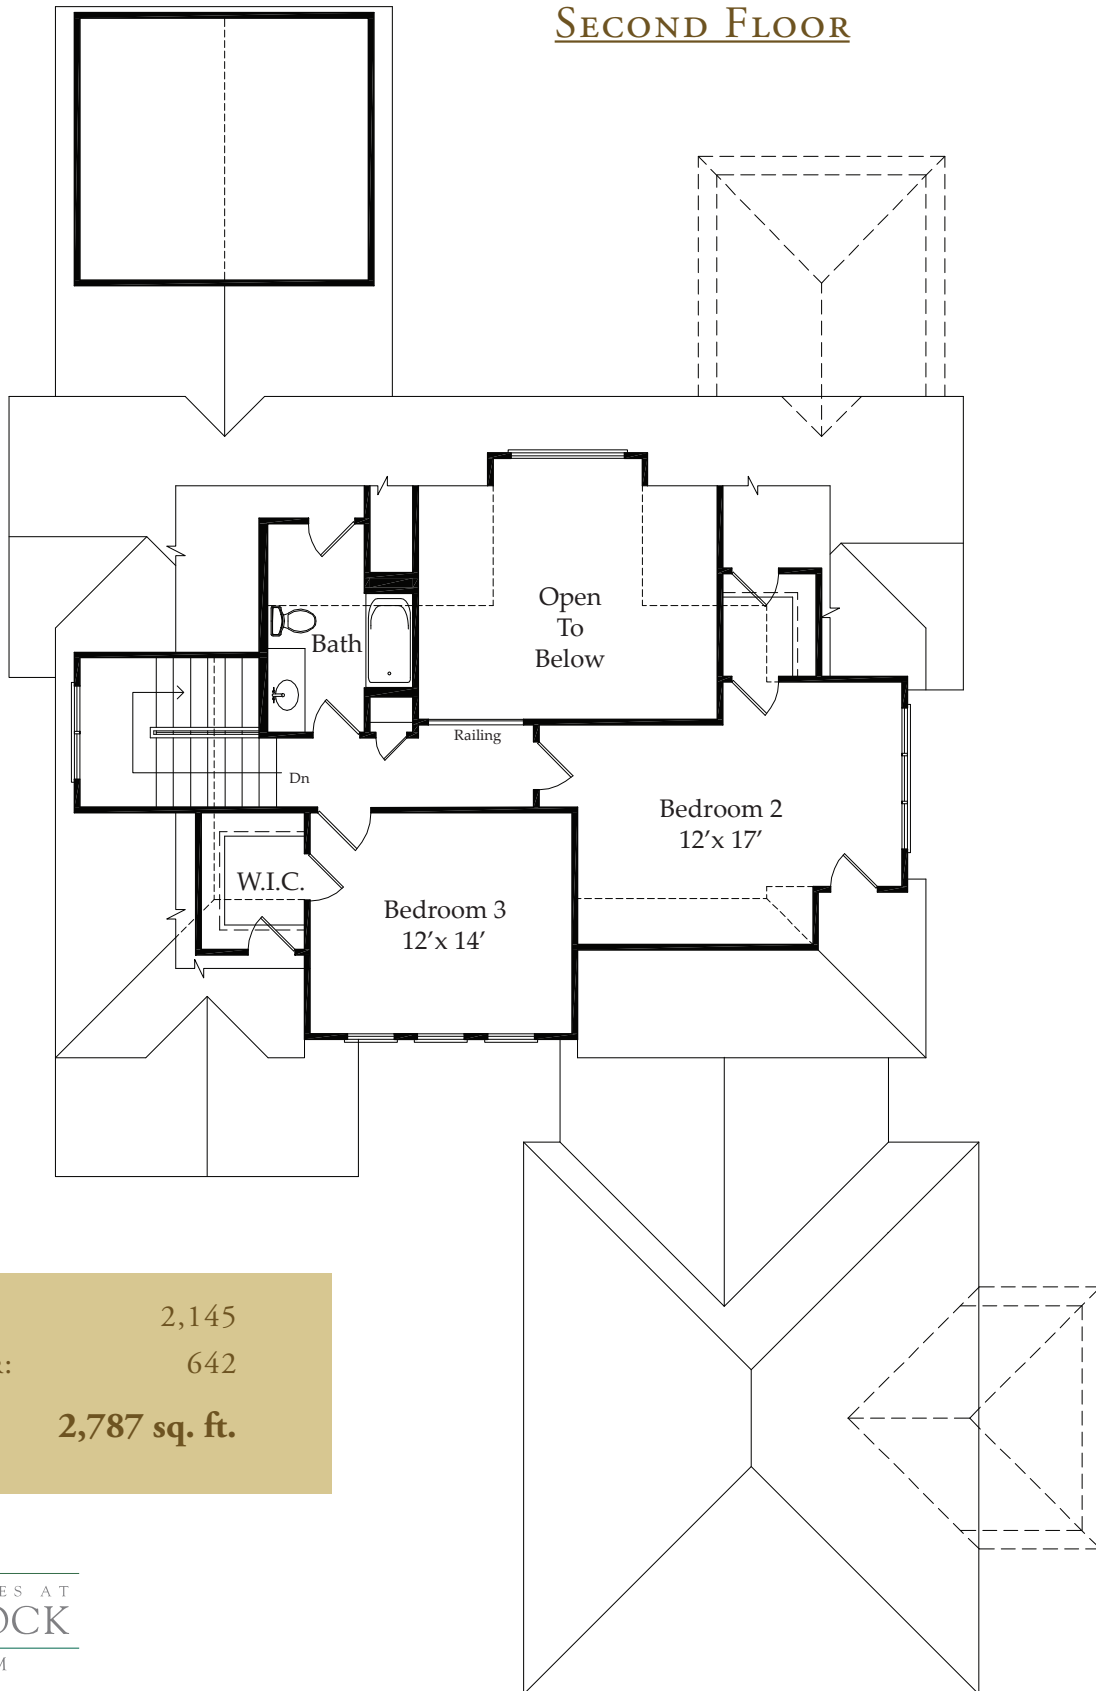 Second Floor
Open
To
Below
Bath
Railing
Dn
Bedroom 2
12’x 17’
W.I.C.
Bedroom 3
12’x 14’
2,145
642
2,787 sq. ft.
AT